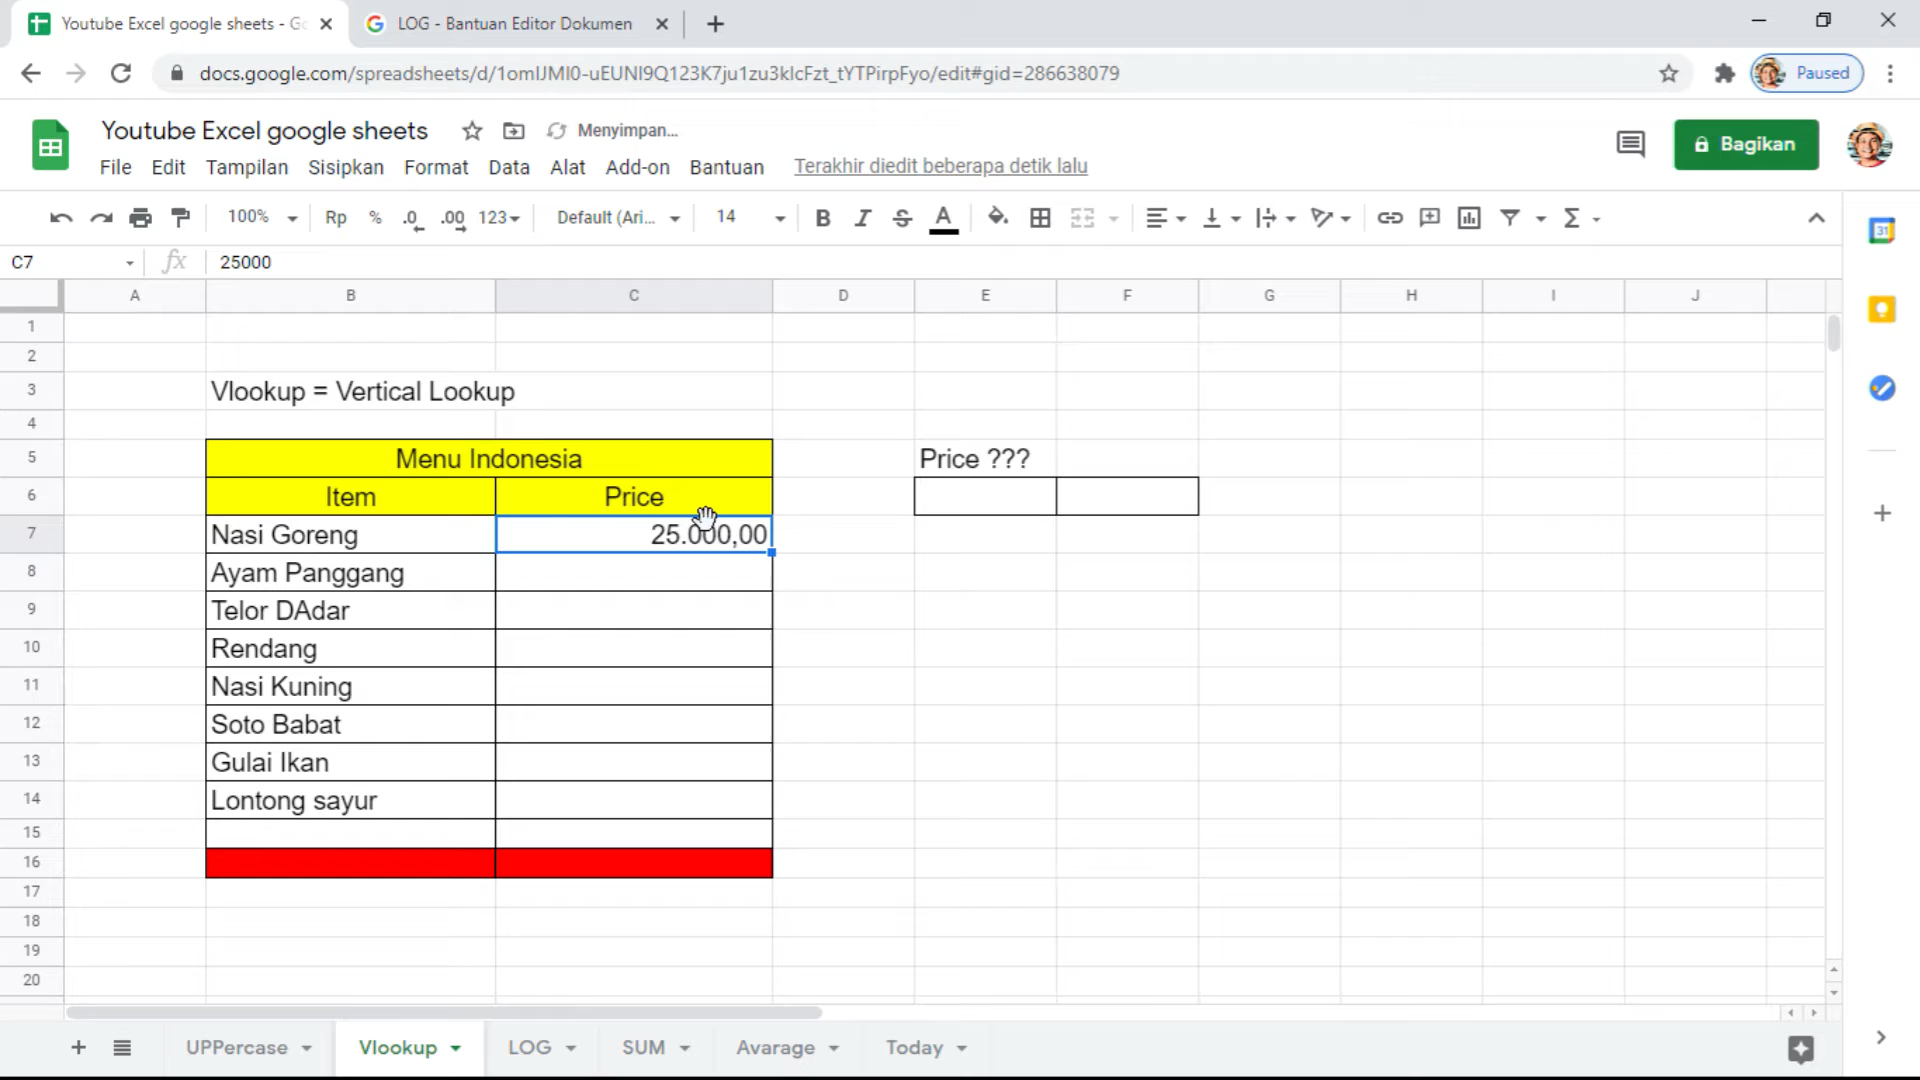 Youtube Excel google sheets - Go
LOG - Bantuan Editor Dokumen
docs.google.com/spreadsheets/d/1omIJMI0-uEUNI9Q123K7ju1zu3klcFzt_tYTPirpFyo/edit#gid=286638079
Paused
Youtube Excel google sheets
Menyimpan...
Bagikan
File Edit Tampilan Sisipkan Format Data Alat Add-on Bantuan
Terakhir diedit beberapa detik lalu
100% Rp % .0 .00 123 Default (Ari... 14 B I S A Σ
31
C7 fx 25000
A B C D E F G H I J
1
2
3 Vlookup = Vertical Lookup
4
5 Menu Indonesia Price ???
6 Item Price
7 Nasi Goreng 25.000,00
8 Ayam Panggang
9 Telor DAdar
10 Rendang
11 Nasi Kuning
12 Soto Babat
13 Gulai Ikan
14 Lontong sayur
15
16
17
18
19
20
UPPercase Vlookup LOG SUM Avarage Today